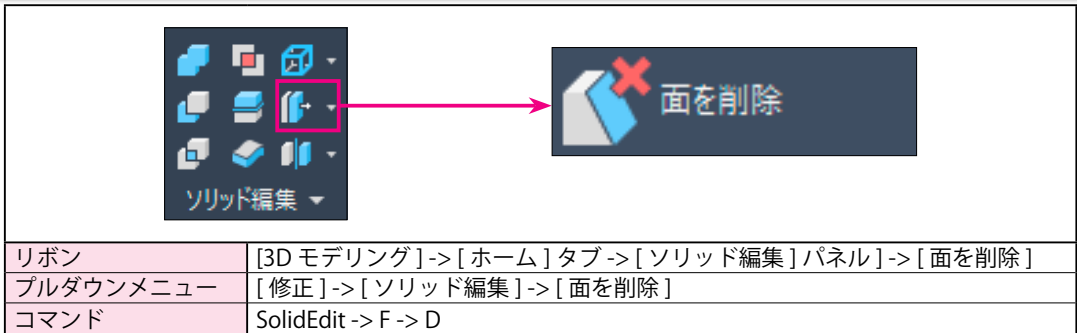 面を削除
ソリッド編集
リボン [3D モデリング ] -> [ ホーム ] タブ -> [ ソリッド編集 ] パネル ] -> [ 面を削除 ]
プルダウンメニュー [ 修正 ] -> [ ソリッド編集 ] -> [ 面を削除 ]
コマンド SolidEdit -> F -> D